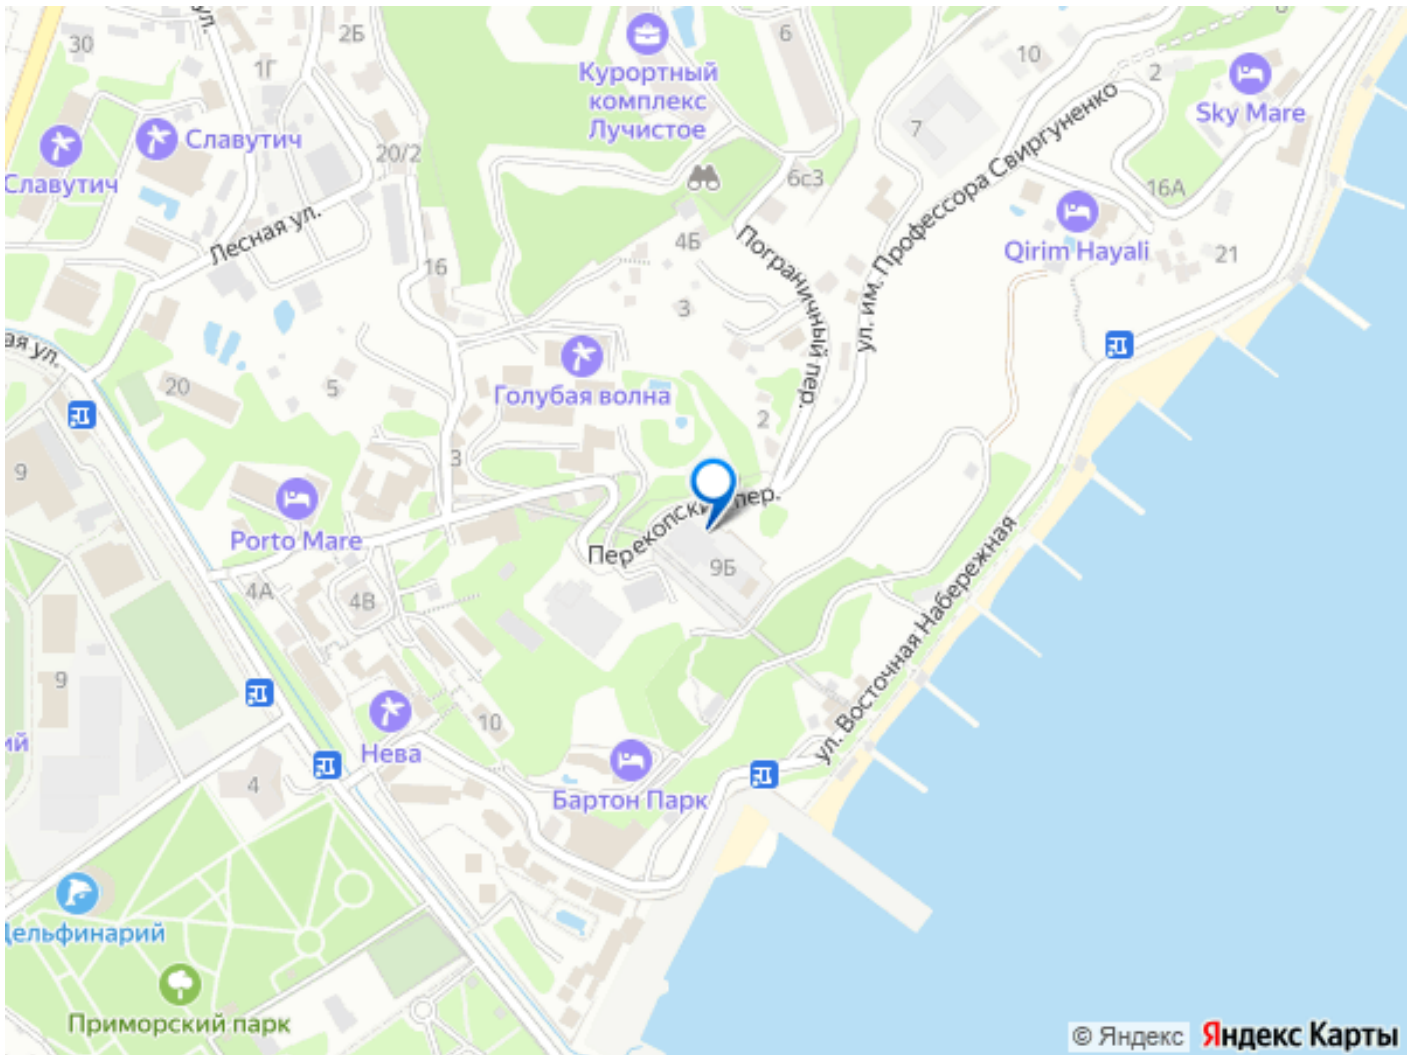 ул.
30
2Б
1Г
6
10
2
Курортный
комплекс
Лучистое
Sky Mare
7
Славутич
Славутич
20/2
6с3
16А
ул. им. Профессора Свиргуненко
Qirim Hayali
21
Лесная ул.
4Б
Пограничный пер.
16
3
ая ул.
20
5
Голубая волна
2
3
9
Porto Mare
Перекопский пер.
9Б
4А
4В
9
ул. Восточная Набережная
10
ий
Нева
4
Бартон Парк
Дельфинарий
Приморский парк
© Яндекс Яндекс Карты